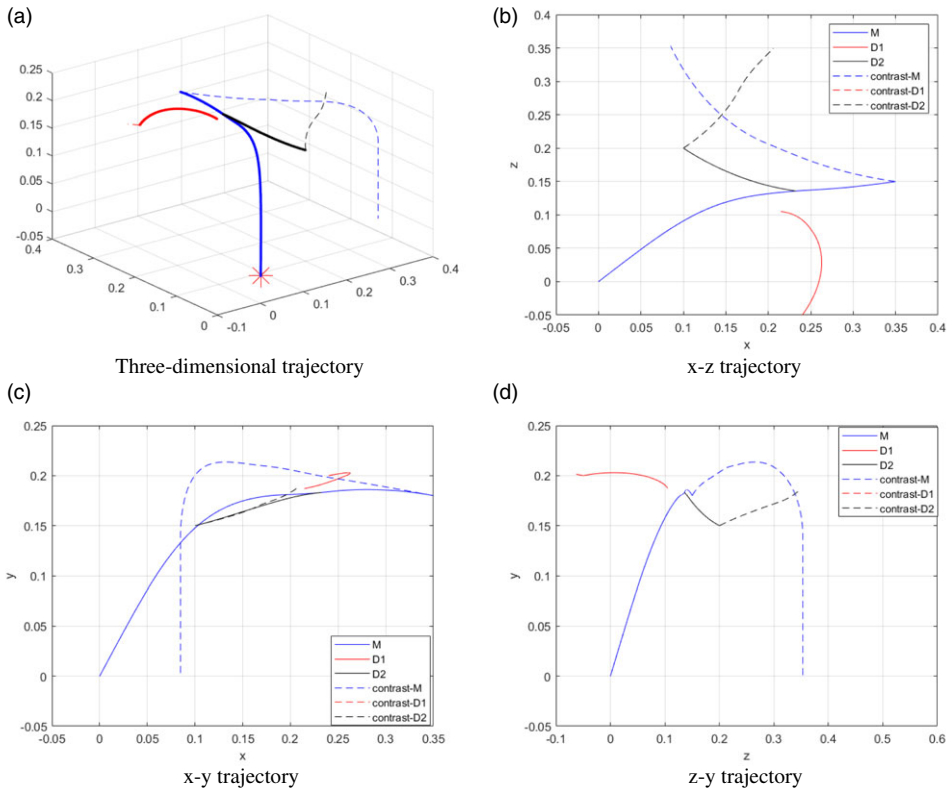 (a)
0.25
0.2
0.15
0.1
0.05
0
-0.05
0.4
0.3
0.2
0.1
0
-0.1
0
0.1
0.2
0.3
0.4
Three-dimensional trajectory
(b)
0.4
0.35
0.3
0.25
0.2
0.15
0.1
0.05
0
-0.05
z
-0.05
0
0.05
0.1
0.15
0.2
0.25
0.3
0.35
0.4
x
M
D1
D2
contrast-M
contrast-D1
contrast-D2
x-z trajectory
(c)
0.25
0.2
0.15
0.1
0.05
0
-0.05
y
-0.05
0
0.05
0.1
0.15
0.2
0.25
0.3
0.35
x
M
D1
D2
contrast-M
contrast-D1
contrast-D2
x-y trajectory
(d)
0.25
0.2
0.15
0.1
0.05
0
-0.05
y
-0.1
0
0.1
0.2
0.3
0.4
0.5
0.6
z
M
D1
D2
contrast-M
contrast-D1
contrast-D2
z-y trajectory